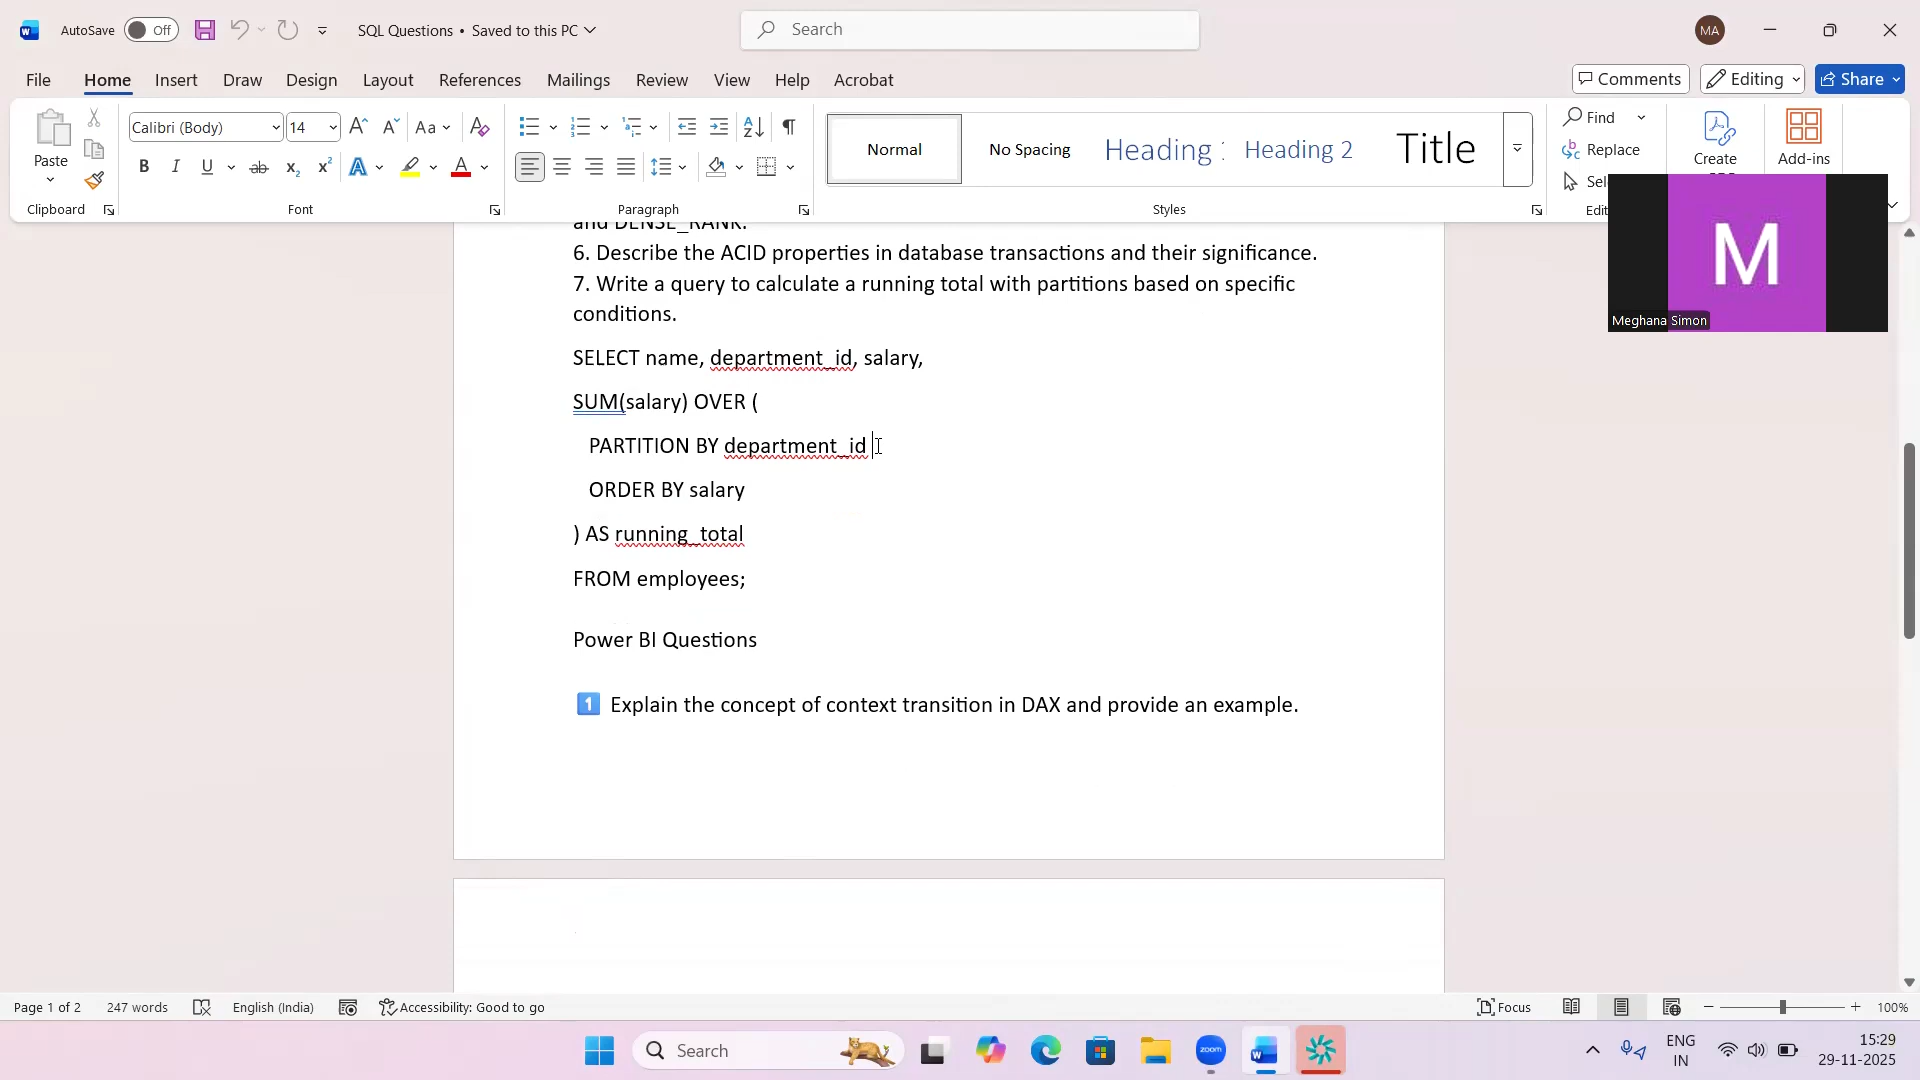 AutoSave Off SQL Questions • Saved to this PC Search MA
File Home Insert Draw Design Layout References Mailings Review View Help Acrobat Comments Editing Share
Paste Calibri (Body) 14 Aa Normal No Spacing Heading Heading 2 Title Find Replace Create Add-ins
Clipboard Font Paragraph Styles
M
Meghana Simon
and DENSE_RANK.
6. Describe the ACID properties in database transactions and their significance.
7. Write a query to calculate a running total with partitions based on specific
conditions.
SELECT name, department_id, salary,
SUM(salary) OVER (
PARTITION BY department_id
ORDER BY salary
) AS running_total
FROM employees;
Power BI Questions
1 Explain the concept of context transition in DAX and provide an example.
Page 1 of 2 247 words English (India) Accessibility: Good to go Focus 100%
Search zoom ENG
IN 15:29
29-11-2025